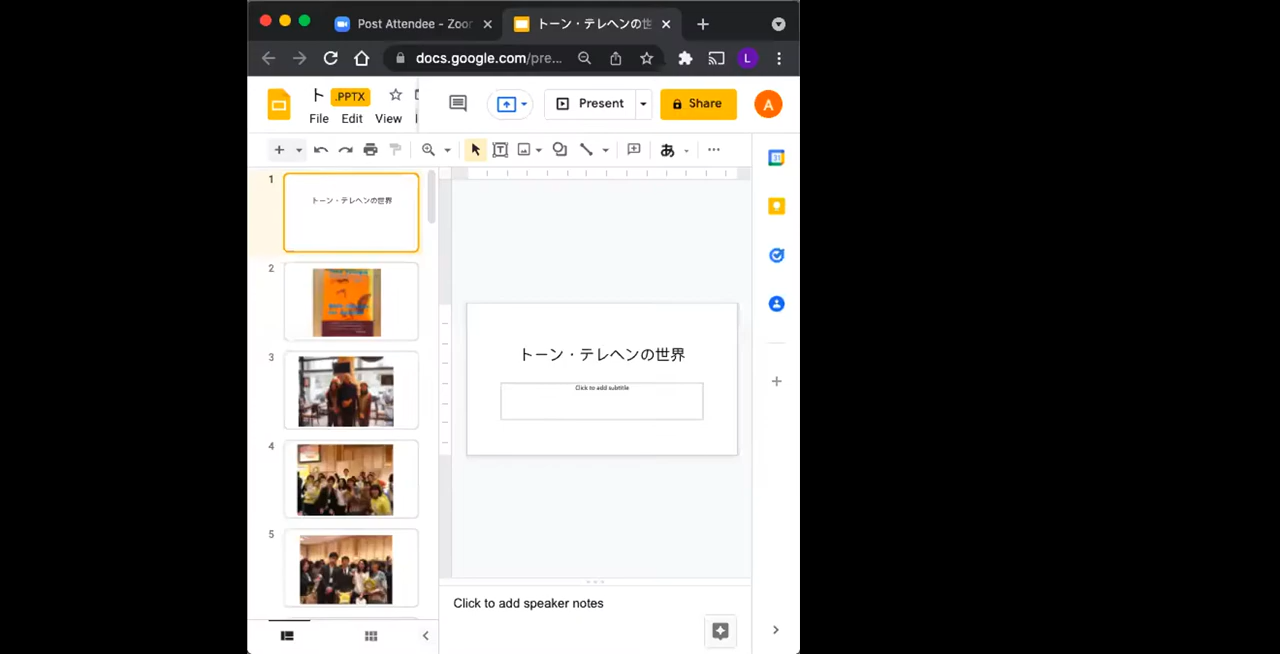 Post Attendee - Zoor
トーン・テレヘンの世
docs.google.com/pre...
L
ト
.PPTX
Present
Share
A
File Edit View
あ
31
1
トーン・テレヘンの世界
2
3
4
5
トーン・テレヘンの世界
Click to add subtitle
Click to add speaker notes